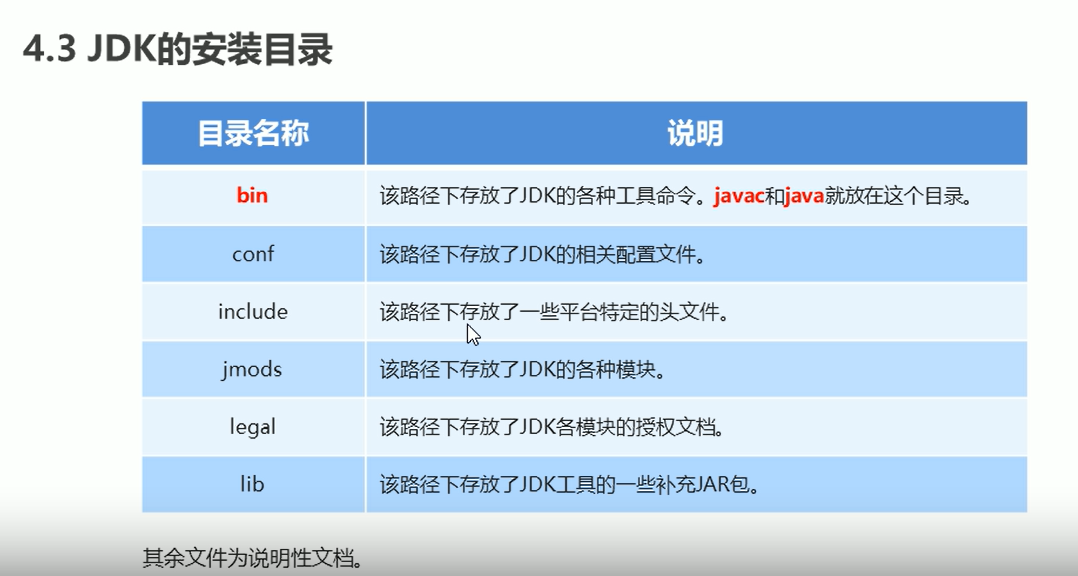 4.3 JDK的安装目录
目录名称 说明
bin 该路径下存放了JDK的各种工具命令。javac和java就放在这个目录。
conf 该路径下存放了JDK的相关配置文件。
include 该路径下存放了一些平台特定的头文件。
jmods 该路径下存放了JDK的各种模块。
legal 该路径下存放了JDK各模块的授权文档。
lib 该路径下存放了JDK工具的一些补充JAR包。
其余文件为说明性文档。